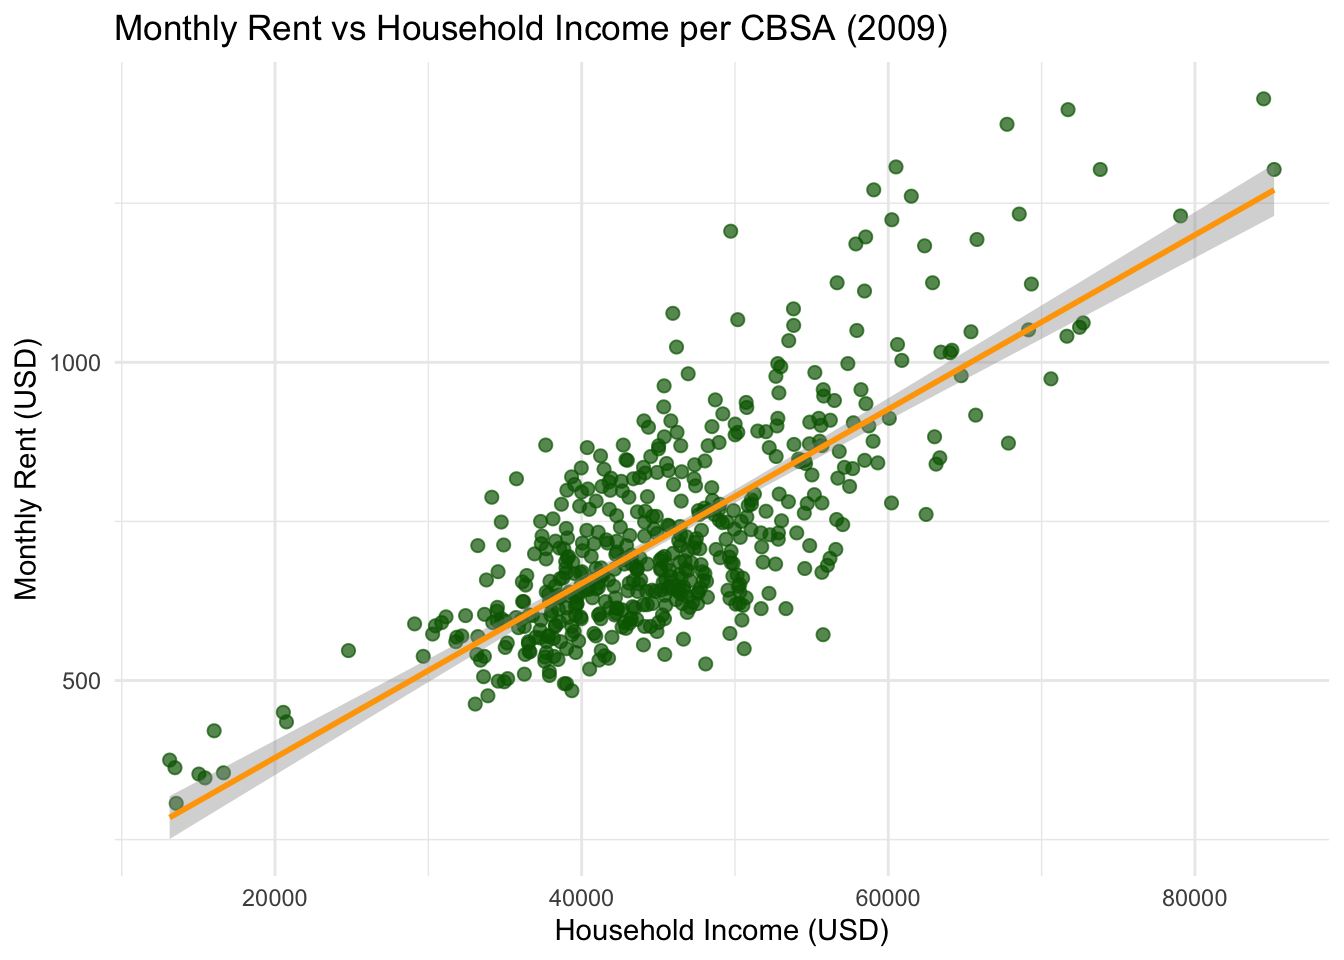 Monthly Rent vs Household Income per CBSA (2009)
Monthly Rent (USD)
1000
500
20000 40000 60000 80000
Household Income (USD)